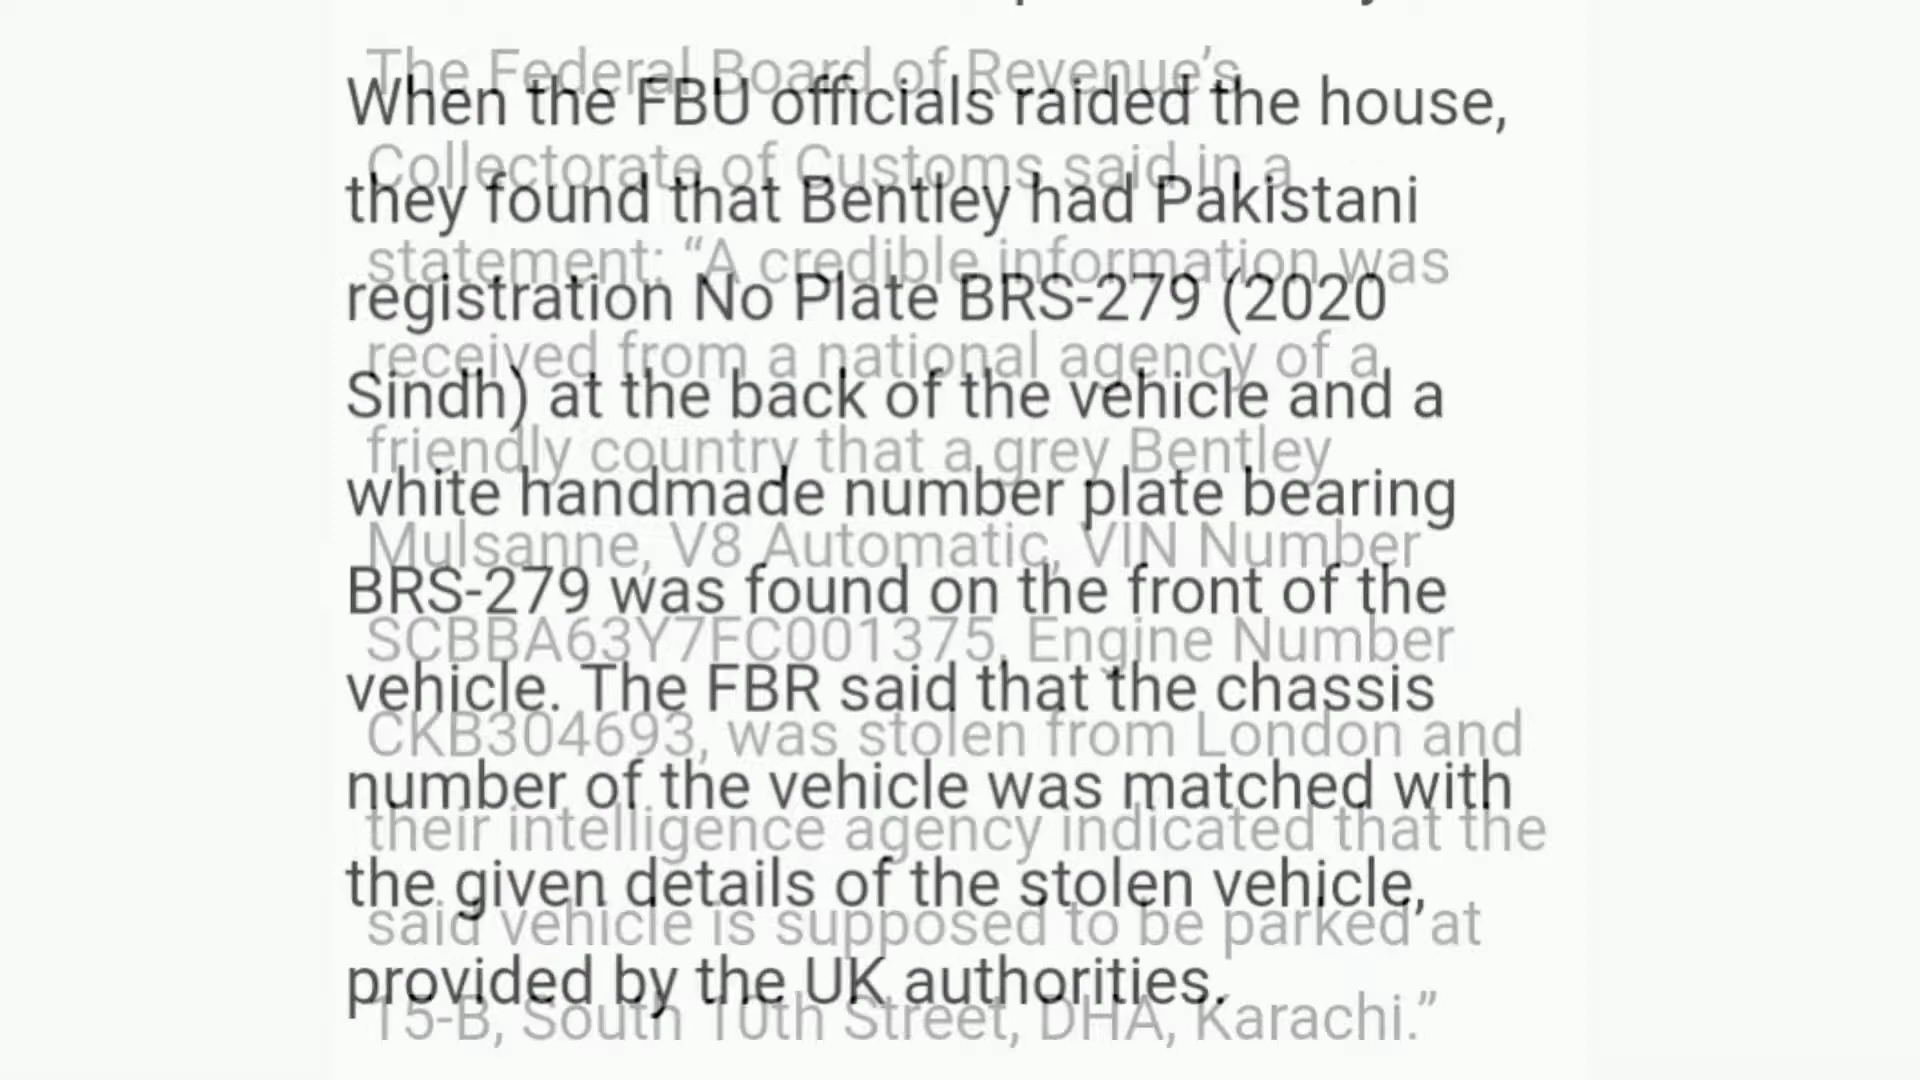 When the FBU officials raided the house,
they found that Bentley had Pakistani
registration No Plate BRS-279 (2020
Sindh) at the back of the vehicle and a
white handmade number plate bearing
BRS-279 was found on the front of the
vehicle. The FBR said that the chassis
number of the vehicle was matched with
the given details of the stolen vehicle,
provided by the UK authorities.
The Federal Board of Revenue’s
Collectorate of Customs said in a
statement: “A credible information was
received from a national agency of a
friendly country that a grey Bentley
Mulsanne, V8 Automatic, VIN Number
SCBBA63Y7FC001375, Engine Number
CKB304693, was stolen from London and
their intelligence agency indicated that the
said vehicle is supposed to be parked at
15-B, South 10th Street, DHA, Karachi.”